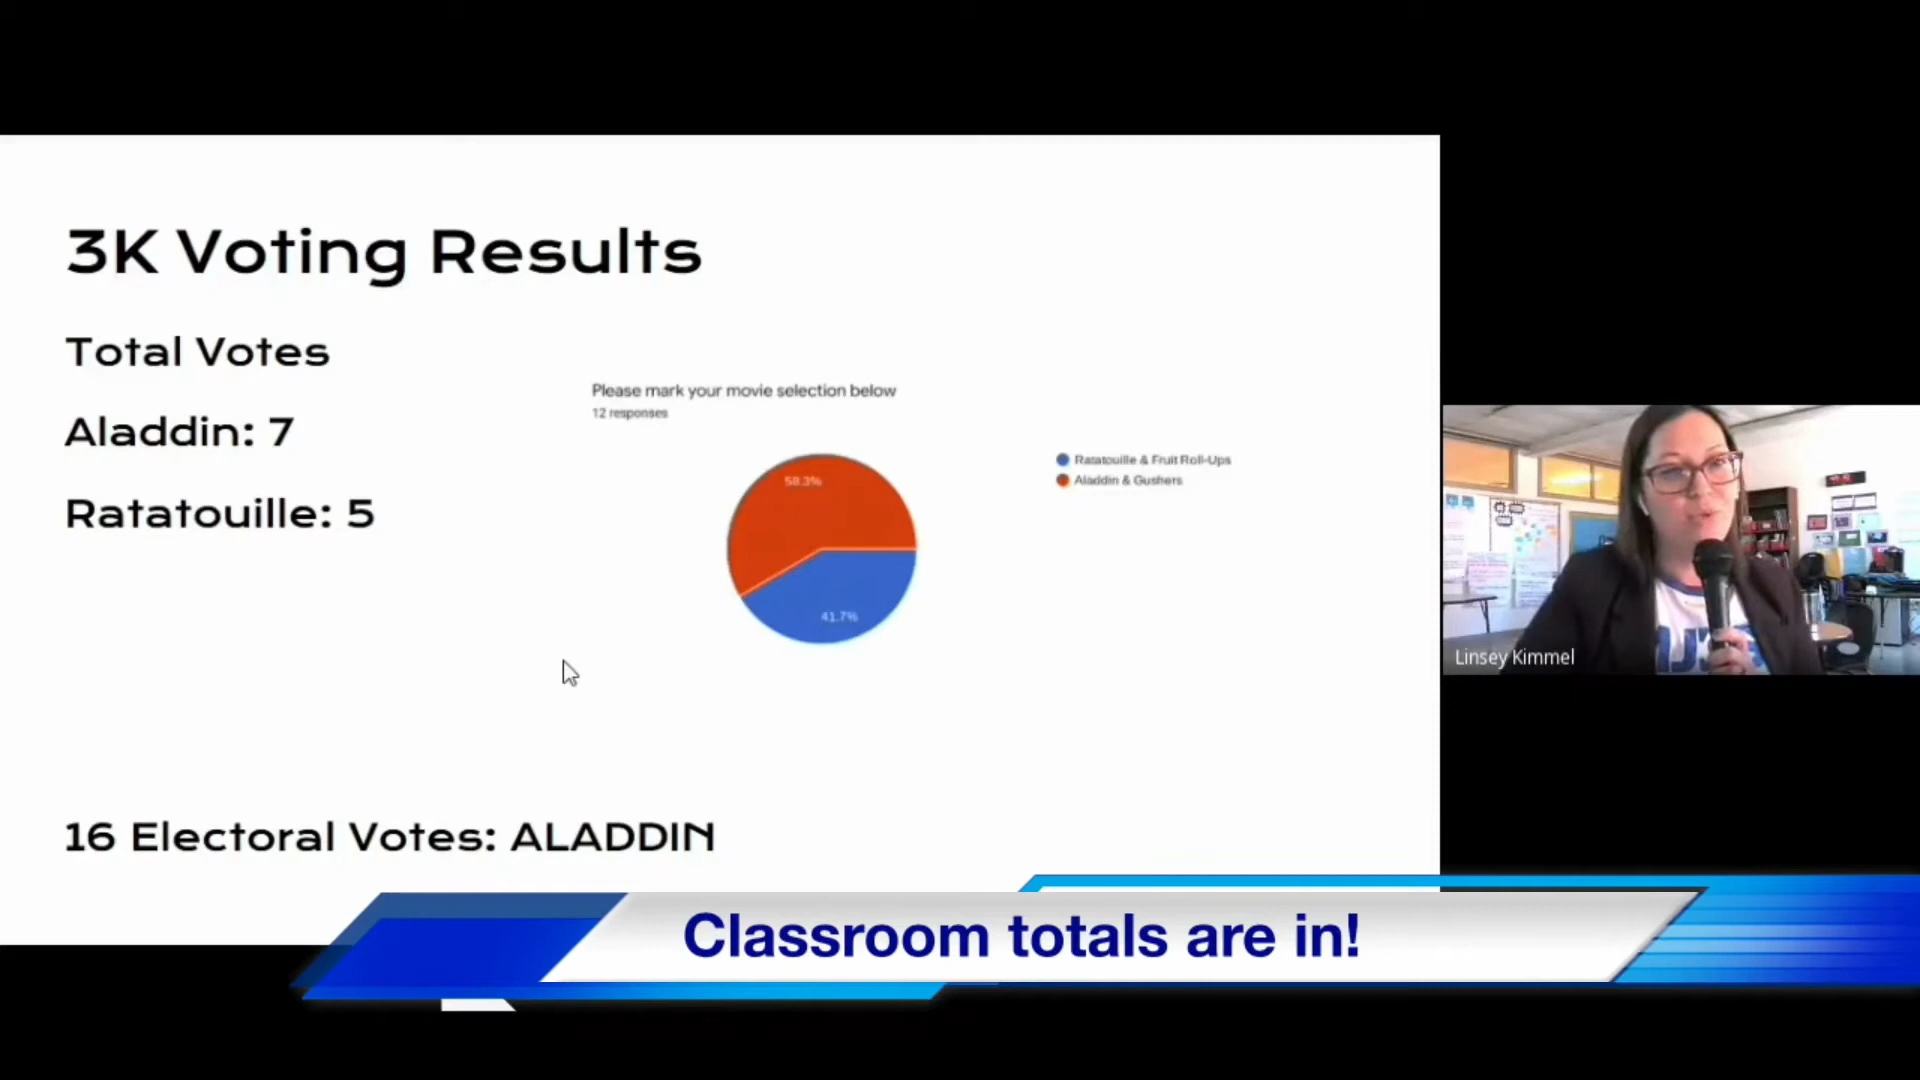 3K Voting Results
Total Votes
Aladdin: 7
Ratatouille: 5
Please mark your movie selection below
12 responses
58.3%
41.7%
Ratatouille & Fruit Roll-Ups
Aladdin & Gushers
16 Electoral Votes: ALADDIN
Linsey Kimmel
Classroom totals are in!